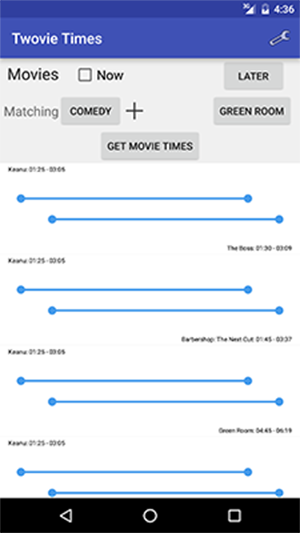 3G 4:36
Twovie Times
Movies Now LATER
Matching COMEDY + GREEN ROOM
GET MOVIE TIMES
Keanu: 01:25 - 03:05
The Boss: 01:30 - 03:09
Keanu: 01:25 - 03:05
Barbershop: The Next Cut: 01:45 - 03:37
Keanu: 01:25 - 03:05
Green Room: 04:45 - 06:19
Keanu: 01:25 - 03:05